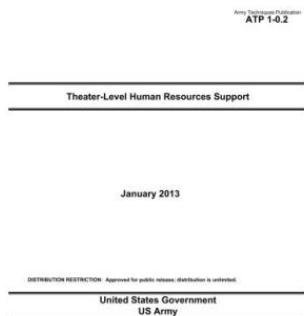 Army Techniques Publication
ATP 1-0.2
Theater-Level Human Resources Support
January 2013
DISTRIBUTION RESTRICTION: Approved for public release; distribution is unlimited.
United States Government
US Army